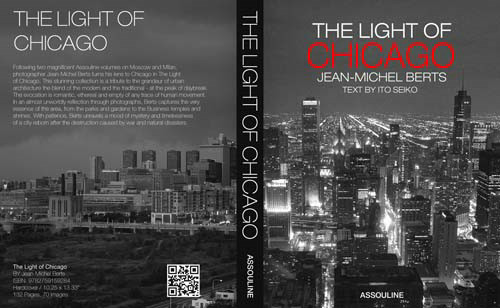 THE LIGHT OF
CHICAGO
Following two magnificent Assouline volumes on Moscow and Milan,
photographer Jean Michel Berts turns his lens to Chicago in The Light
of Chicago. This stunning collection is a tribute to the grandeur of urban
architecture the blend of the modern and the traditional - at the peak of daybreak.
The evocation is romantic, ethereal and empty of any trace of human movement.
In an almost unworldly reflection through photographs, Berts captures the very
essence of the area, from the parks and gardens to the Business temples and
shrines. With patience, Berts unravels a mood of mystery and timelessness
of a city reborn after the destruction caused by war and natural disasters.
The Light of Chicago
BY Jean Michel Berts
ISBN: 9782759159284
Hardcover / 10.25 x 13.33"
132 Pages, 70 Images
THE LIGHT OF CHICAGO
ASSOULINE
THE LIGHT OF
CHICAGO
JEAN-MICHEL BERTS
TEXT BY ITO SEIKO
ASSOULINE